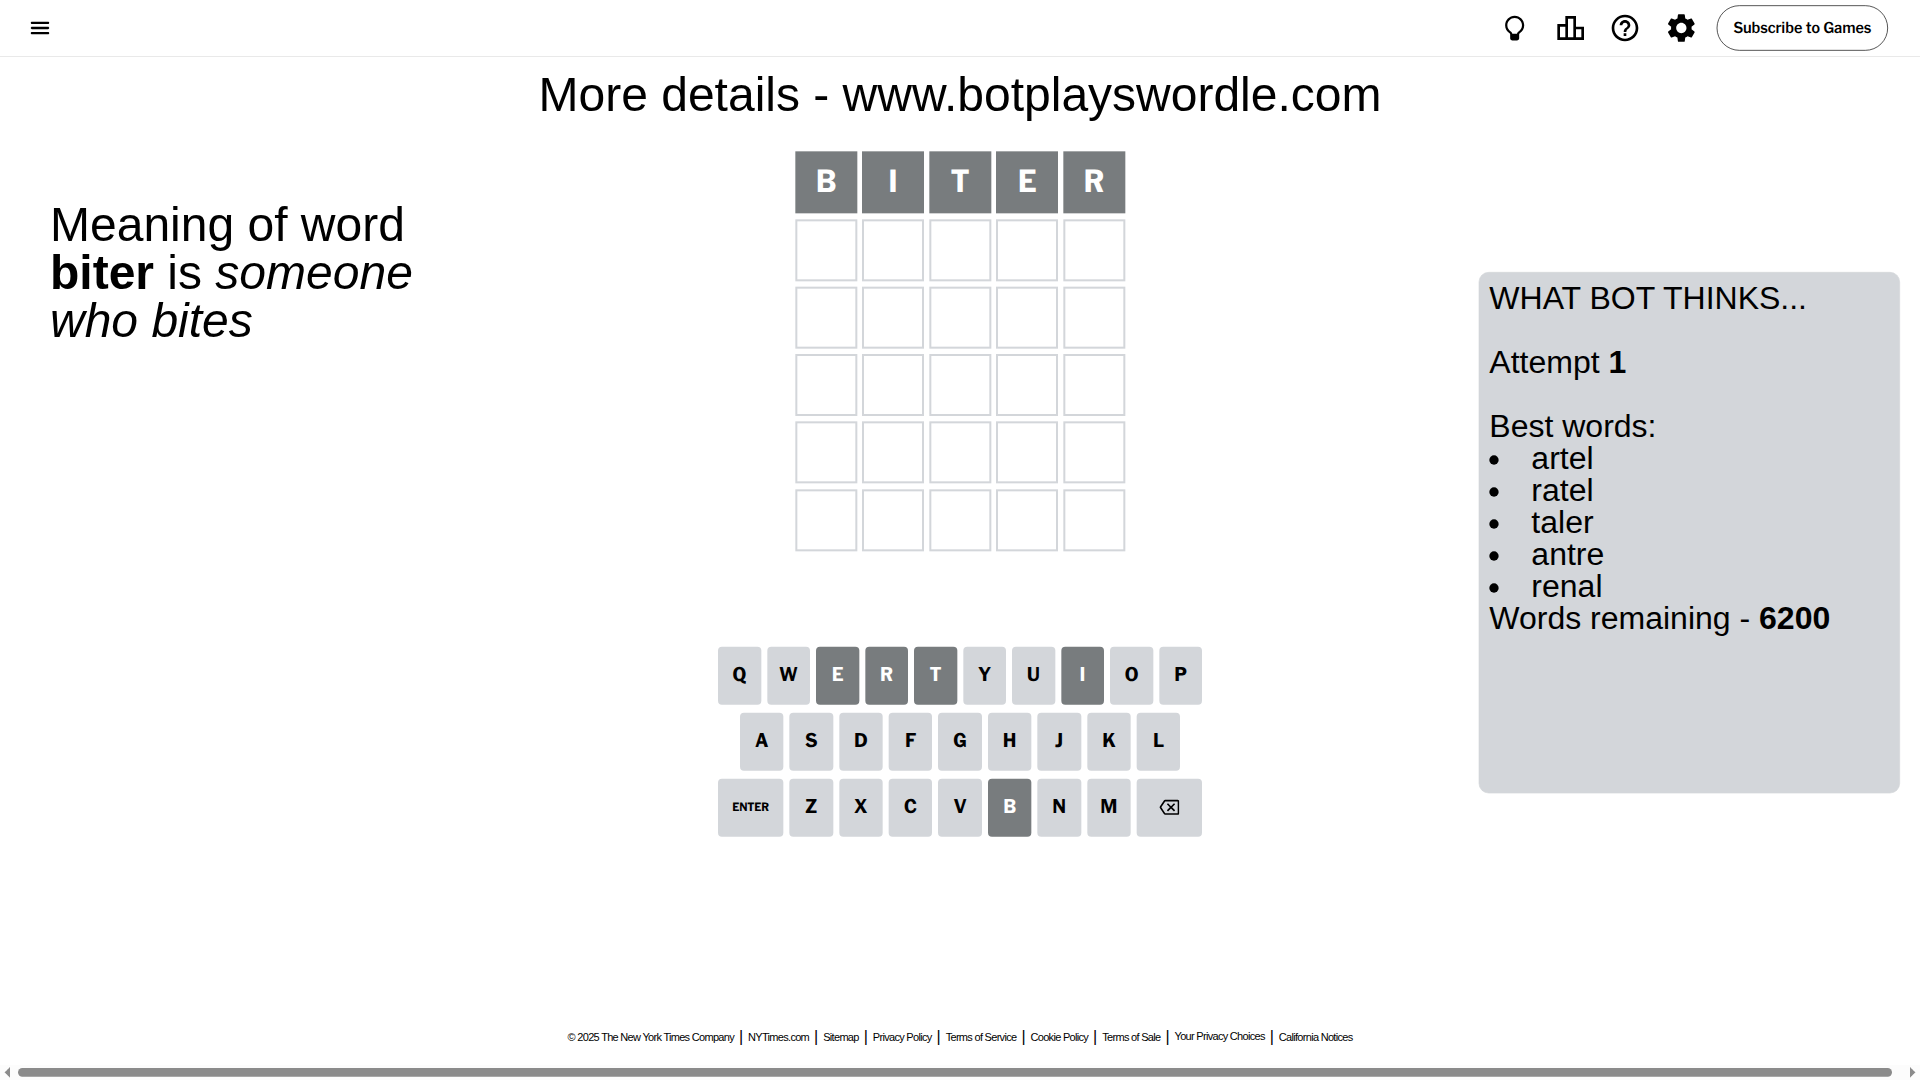 Subscribe to Games
More details - www.botplayswordle.com
Meaning of word
biter is someone
who bites
B I T E R
WHAT BOT THINKS...
Attempt 1
Best words:
• artel
• ratel
• taler
• antre
• renal
Words remaining - 6200
Q W E R T Y U I O P
A S D F G H J K L
ENTER Z X C V B N M
© 2025 The New York Times Company | NYTimes.com | Sitemap | Privacy Policy | Terms of Service | Cookie Policy | Terms of Sale | Your Privacy Choices | California Notices